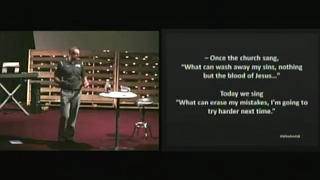 – Once the church sang,
“What can wash away my sins, nothing
but the blood of Jesus…”
Today we sing
“What can erase my mistakes, I’m going to
try harder next time.”